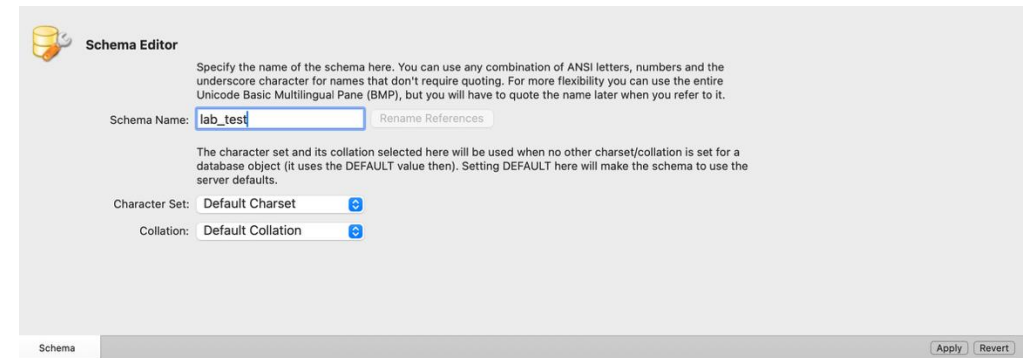 Schema Editor
Specify the name of the schema here. You can use any combination of ANSI letters, numbers and the
underscore character for names that don't require quoting. For more flexibility you can use the entire
Unicode Basic Multilingual Pane (BMP), but you will have to quote the name later when you refer to it.
Schema Name: lab_test Rename References
The character set and its collation selected here will be used when no other charset/collation is set for a
database object (it uses the DEFAULT value then). Setting DEFAULT here will make the schema to use the
server defaults.
Character Set: Default Charset
Collation: Default Collation
Schema Apply Revert